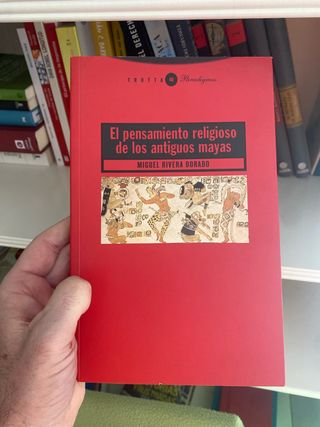 TROTTA Paradigmas
El pensamiento religioso
de los antiguos mayas
MIGUEL RIVERA DORADO